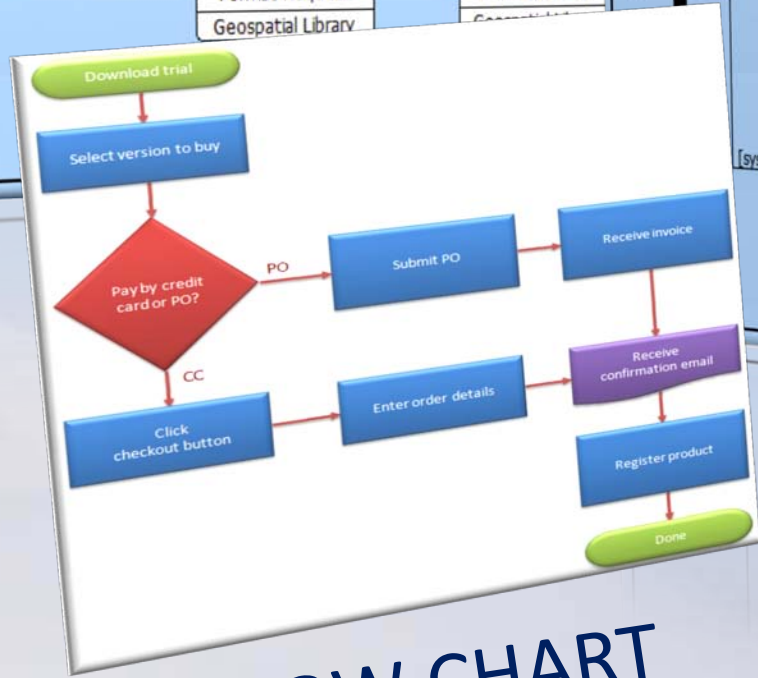 Geospatial Library
Download trial
Select version to buy
Pay by credit
card or PO?
PO
Submit PO
Receive invoice
CC
Click
checkout button
Enter order details
Receive
confirmation email
Register product
Done
CHART